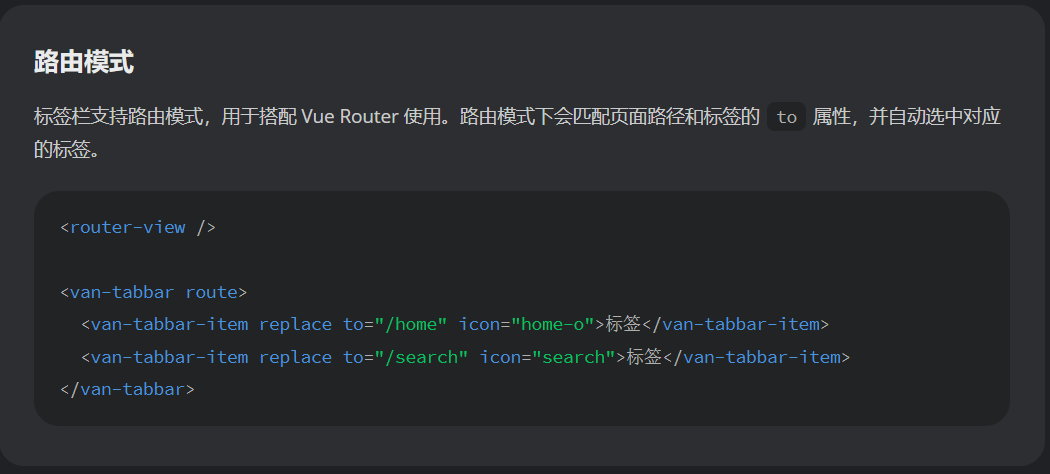 路由模式
标签栏支持路由模式，用于搭配 Vue Router 使用。路由模式下会匹配页面路径和标签的 to 属性，并自动选中对应
的标签。
<router-view />
<van-tabbar route>
  <van-tabbar-item replace to="/home" icon="home-o">标签</van-tabbar-item>
  <van-tabbar-item replace to="/search" icon="search">标签</van-tabbar-item>
</van-tabbar>